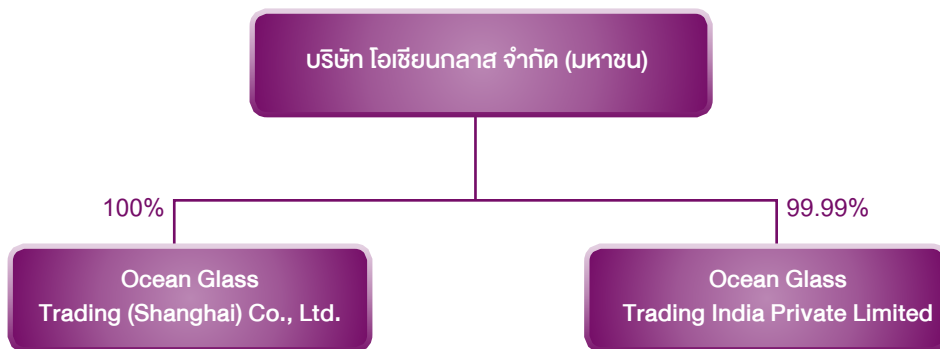 บริษัท โอเชียนกลาส จำกัด (มหาชน)
100%
99.99%
Ocean Glass
Trading (Shanghai) Co., Ltd.
Ocean Glass
Trading India Private Limited